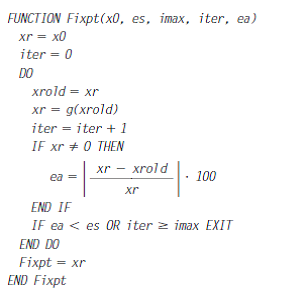 FUNCTION Fixpt(x0, es, imax, iter, ea)
xr = x0
iter = 0
DO
xrold = xr
xr = g(xrold)
iter = iter + 1
IF xr ≠ 0 THEN
ea = | (xr − xrold) / xr | · 100
END IF
IF ea < es OR iter ≥ imax EXIT
END DO
Fixpt = xr
END Fixpt